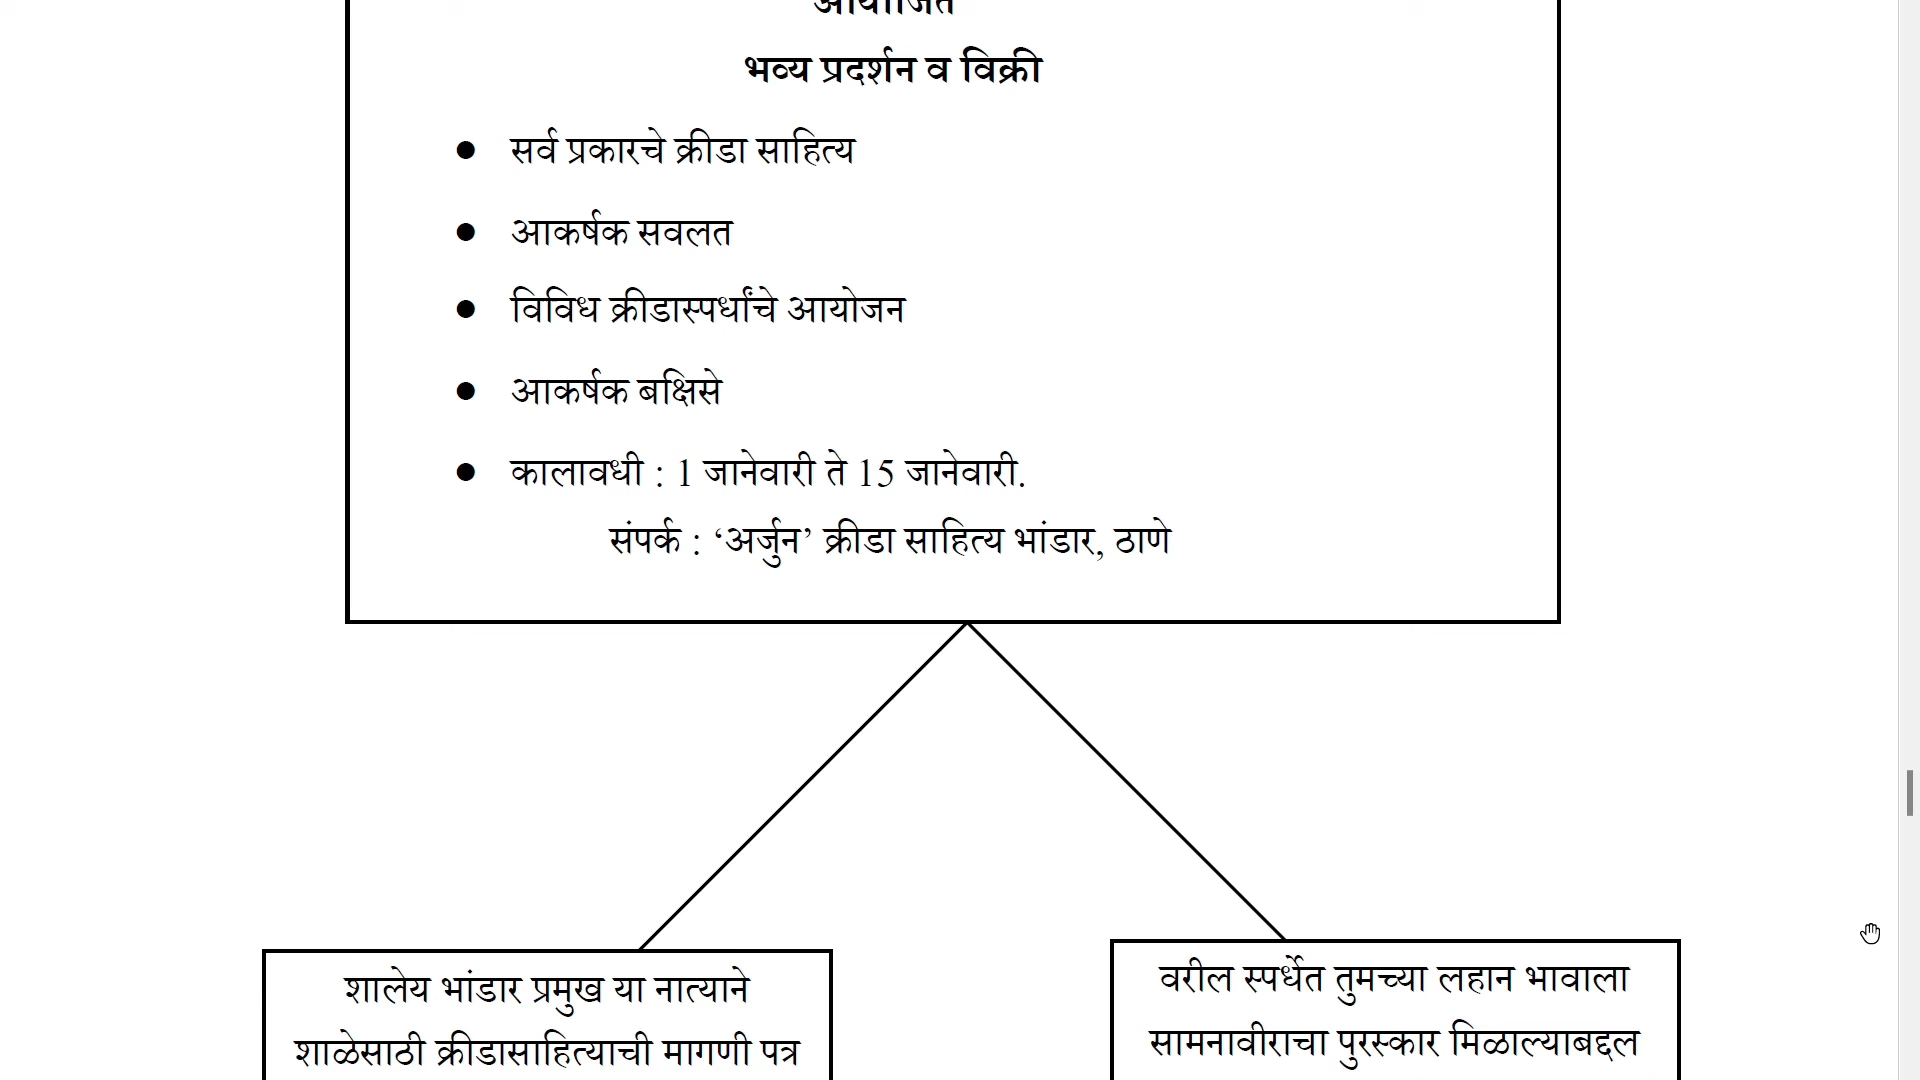 आयोजित
भव्य प्रदर्शन व विक्री
● सर्व प्रकारचे क्रीडा साहित्य
● आकर्षक सवलत
● विविध क्रीडास्पर्धांचे आयोजन
● आकर्षक बक्षिसे
● कालावधी : 1 जानेवारी ते 15 जानेवारी.
संपर्क : ‘अर्जुन’ क्रीडा साहित्य भांडार, ठाणे
शालेय भांडार प्रमुख या नात्याने
शाळेसाठी क्रीडासाहित्याची मागणी पत्र
वरील स्पर्धेत तुमच्या लहान भावाला
सामनावीराचा पुरस्कार मिळाल्याबद्दल